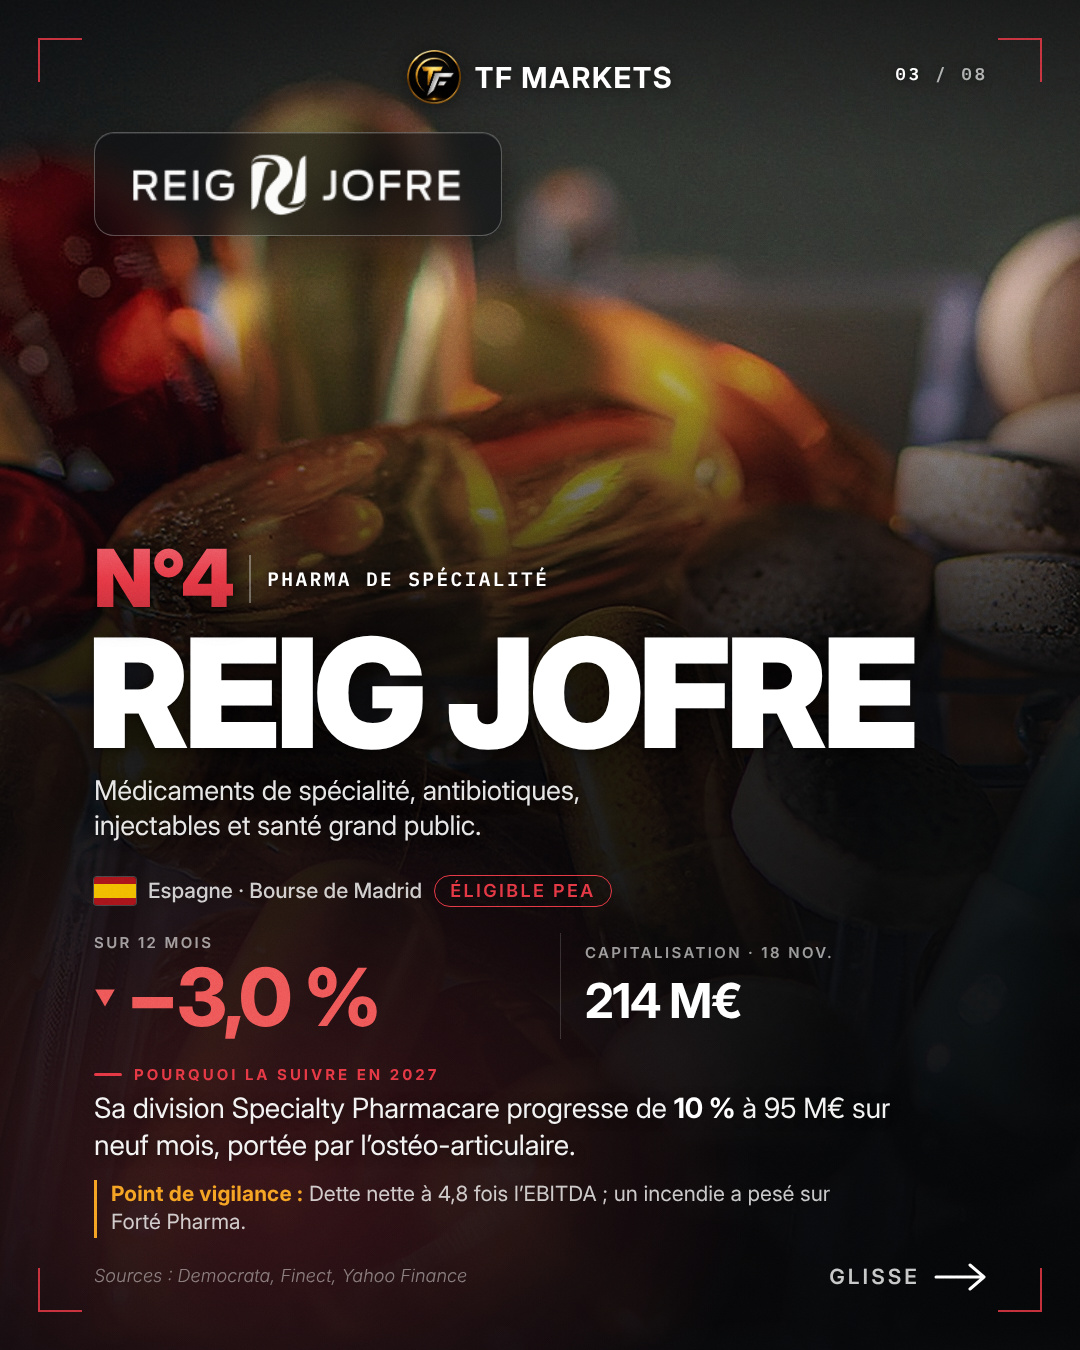 TF MARKETS
03 / 08
REIG JOFRE
N°4
PHARMA DE SPÉCIALITÉ
REIG JOFRE
Médicaments de spécialité, antibiotiques,
injectables et santé grand public.
Espagne · Bourse de Madrid
ÉLIGIBLE PEA
SUR 12 MOIS
▼ –3,0 %
CAPITALISATION · 18 NOV.
214 M€
POURQUOI LA SUIVRE EN 2027
Sa division Specialty Pharmacare progresse de 10 % à 95 M€ sur
neuf mois, portée par l’ostéo-articulaire.
Point de vigilance : Dette nette à 4,8 fois l’EBITDA ; un incendie a pesé sur
Forté Pharma.
Sources : Democrata, Finect, Yahoo Finance
GLISSE →